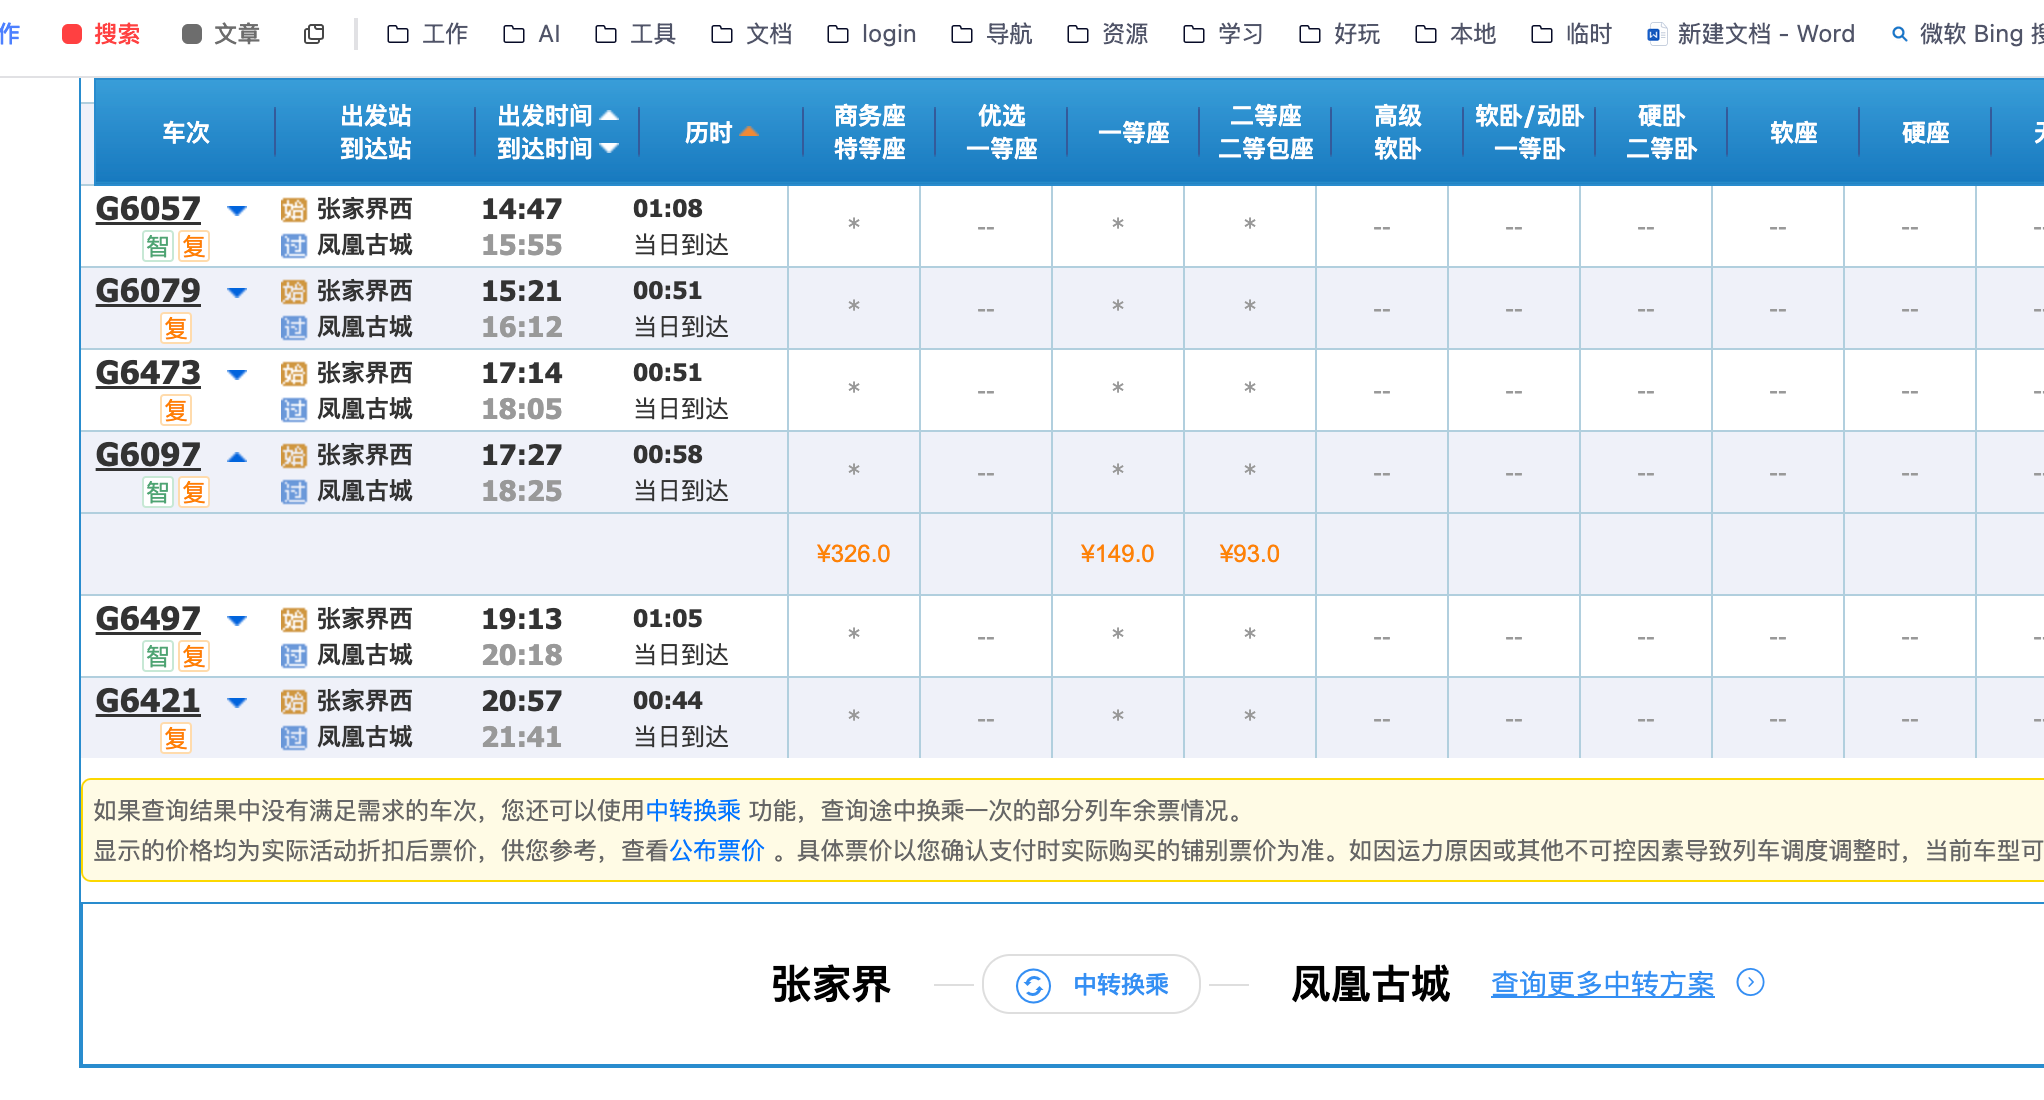 作 搜索 文章 工作 AI 工具 文档 login 导航 资源 学习 好玩 本地 临时 新建文档 - Word 微软 Bing 搜
车次 出发站 到达站 出发时间 到达时间 历时 商务座 特等座 优选 一等座 一等座 二等座 二等包座 高级 软卧 软卧/动卧 一等卧 硬卧 二等卧 软座 硬座
G6057 始 张家界西 14:47 01:08 * -- * * -- -- -- -- -- --
智 复 过 凤凰古城 15:55 当日到达
G6079 始 张家界西 15:21 00:51 * -- * * -- -- -- -- -- --
复 过 凤凰古城 16:12 当日到达
G6473 始 张家界西 17:14 00:51 * -- * * -- -- -- -- -- --
复 过 凤凰古城 18:05 当日到达
G6097 始 张家界西 17:27 00:58 * -- * * -- -- -- -- -- --
智 复 过 凤凰古城 18:25 当日到达
¥326.0 ¥149.0 ¥93.0
G6497 始 张家界西 19:13 01:05 * -- * * -- -- -- -- -- --
智 复 过 凤凰古城 20:18 当日到达
G6421 始 张家界西 20:57 00:44 * -- * * -- -- -- -- -- --
复 过 凤凰古城 21:41 当日到达
如果查询结果中没有满足需求的车次，您还可以使用中转换乘 功能，查询途中换乘一次的部分列车余票情况。
显示的价格均为实际活动折扣后票价，供您参考，查看公布票价 。具体票价以您确认支付时实际购买的铺别票价为准。如因运力原因或其他不可控因素导致列车调度调整时，当前车型可
张家界 中转换乘 凤凰古城 查询更多中转方案